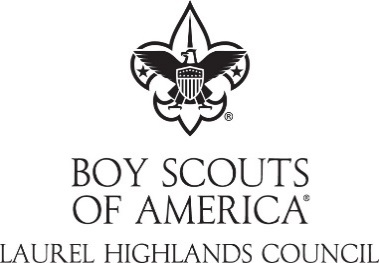 ®
BOY SCOUTS
OF AMERICA®
LAUREL HIGHLANDS COUNCIL